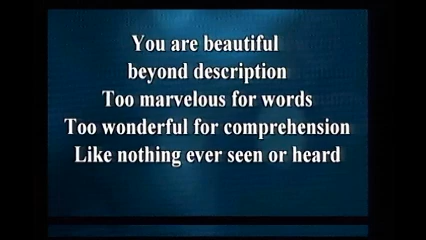 You are beautiful
beyond description
Too marvelous for words
Too wonderful for comprehension
Like nothing ever seen or heard